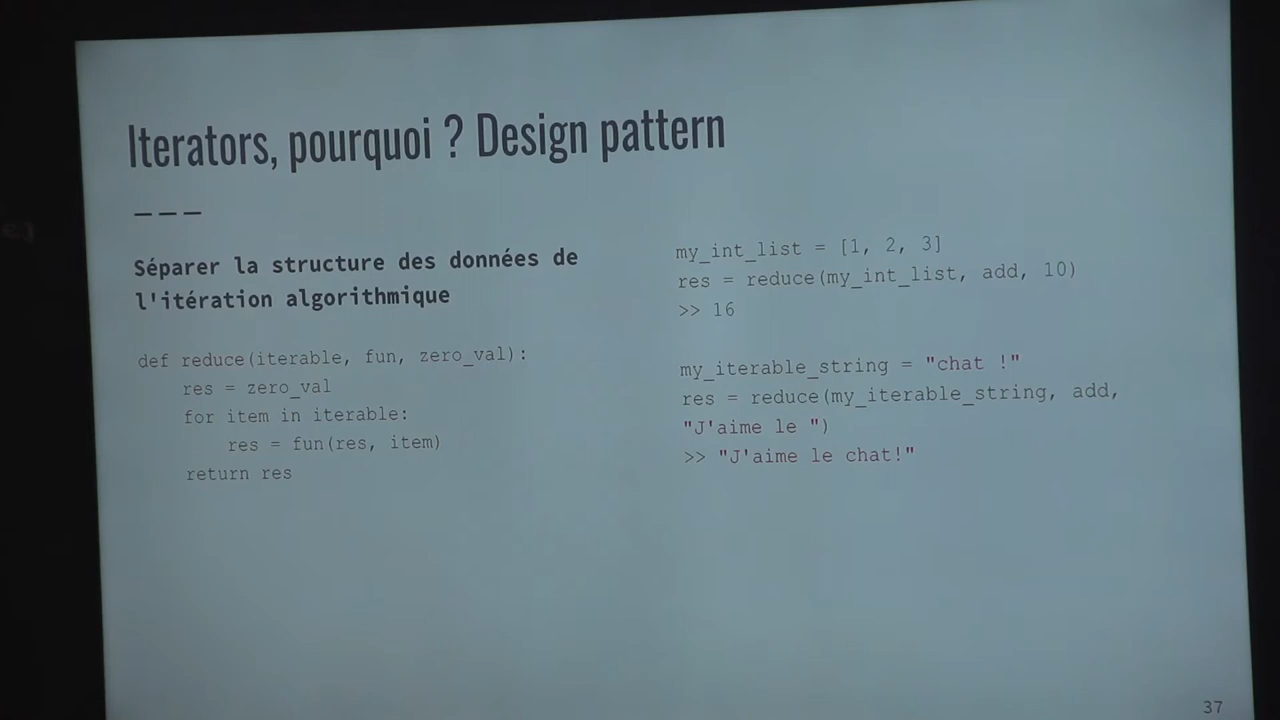 Iterators, pourquoi ? Design pattern
Séparer la structure des données de
l'itération algorithmique
def reduce(iterable, fun, zero_val):
    res = zero_val
    for item in iterable:
        res = fun(res, item)
    return res
my_int_list = [1, 2, 3]
res = reduce(my_int_list, add, 10)
>> 16
my_iterable_string = "chat !"
res = reduce(my_iterable_string, add,
"J'aime le ")
>> "J'aime le chat!"
37